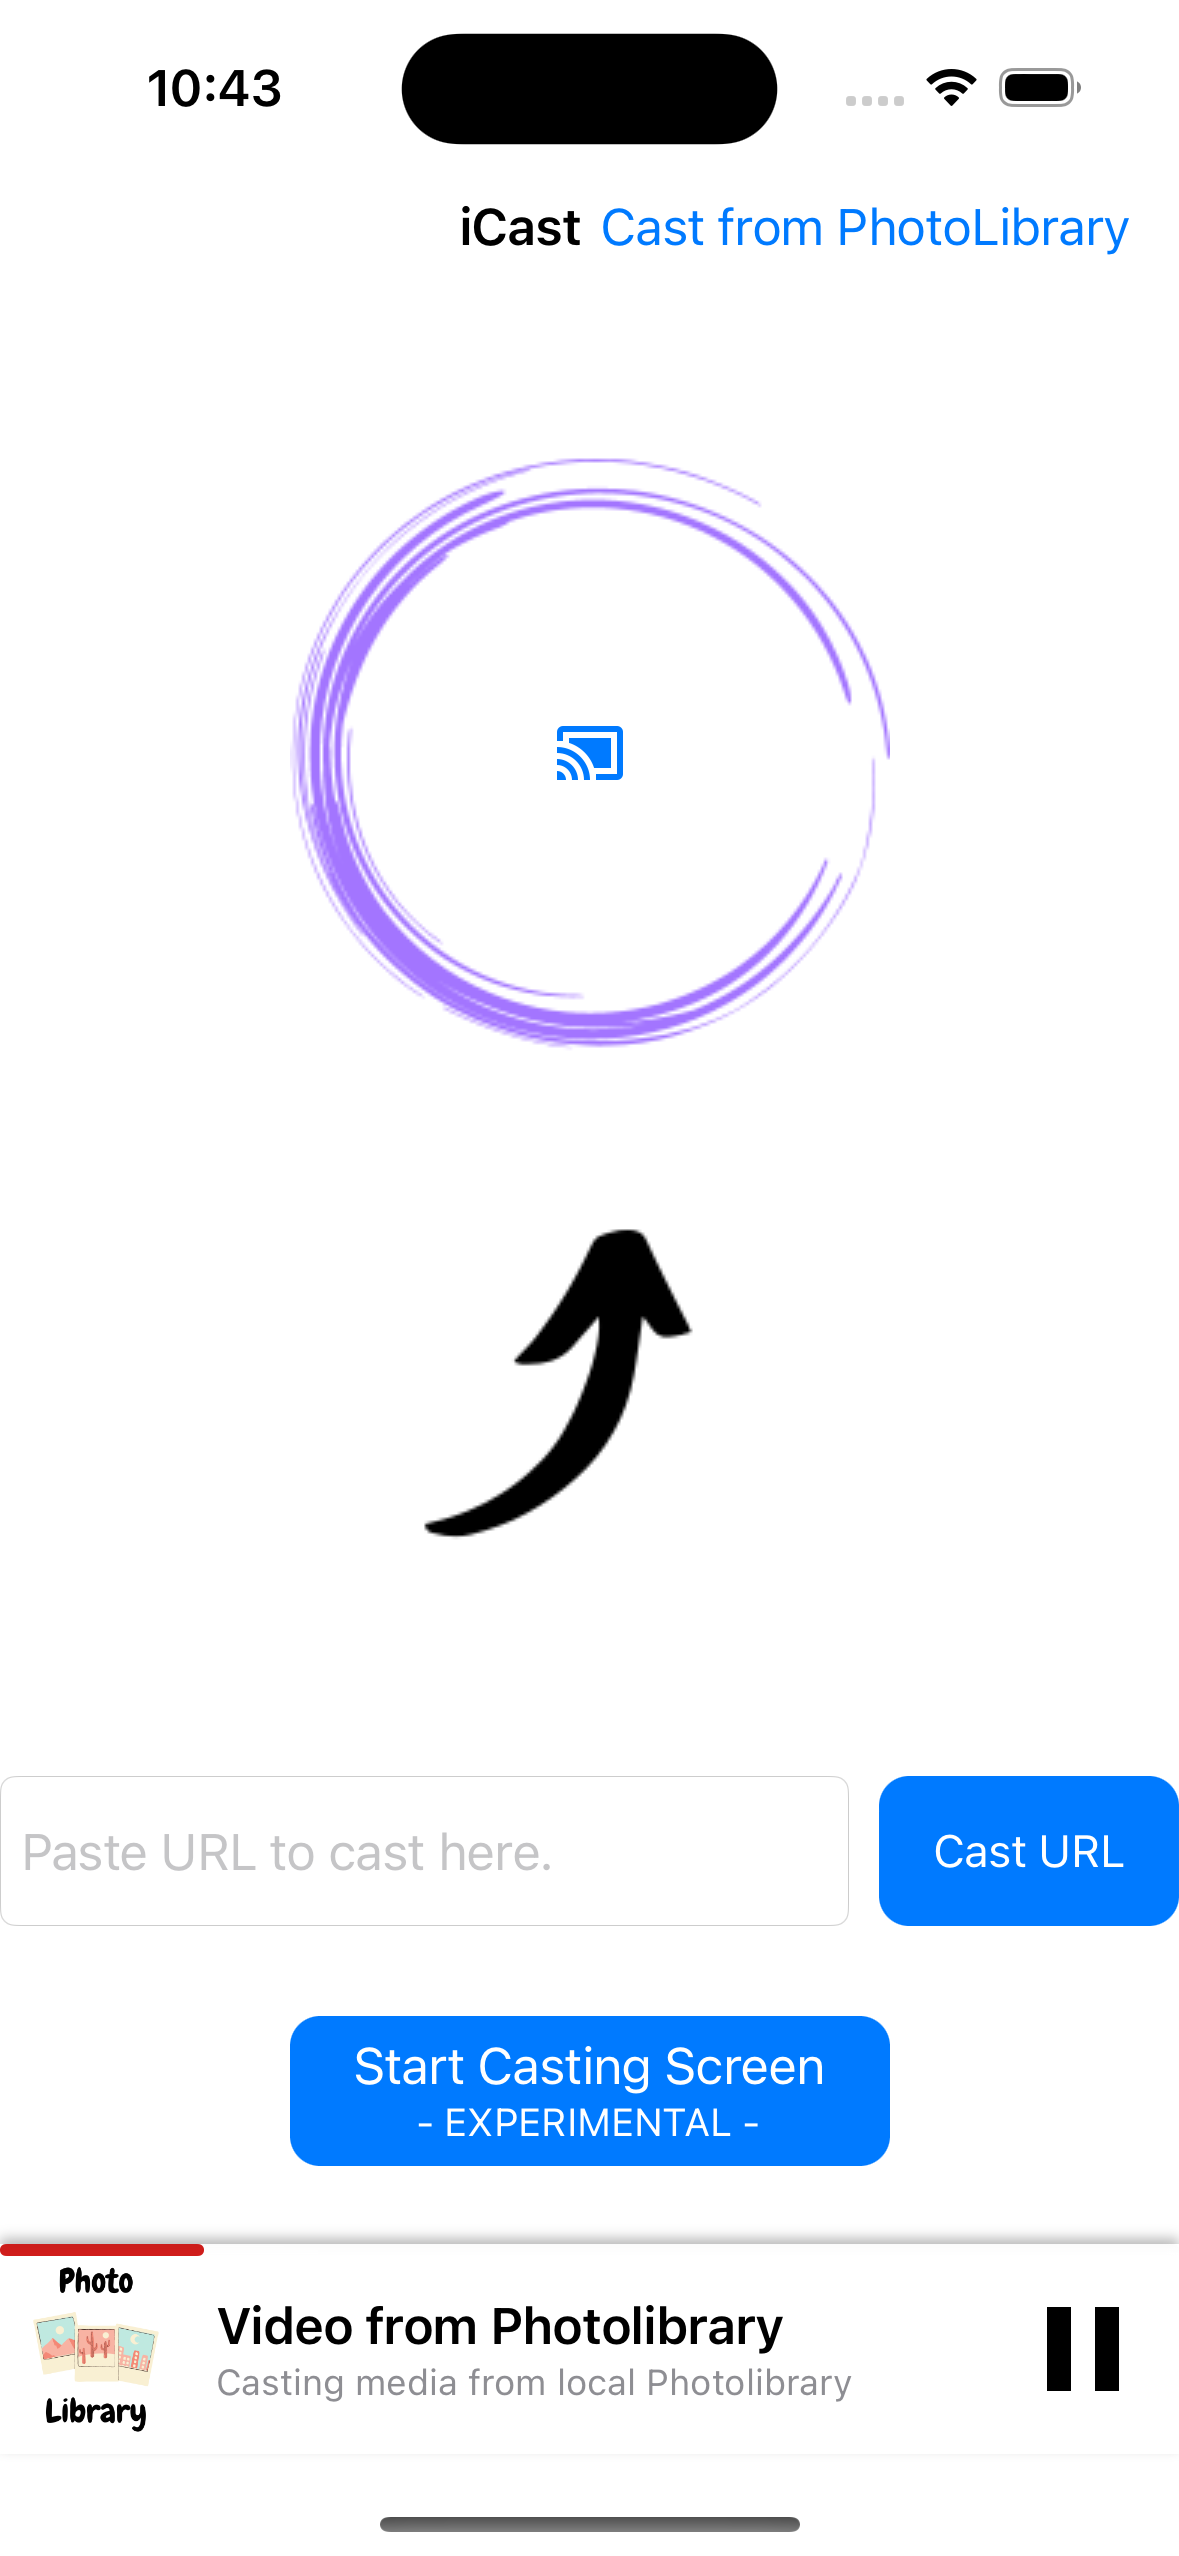 10:43
iCast Cast from PhotoLibrary
Paste URL to cast here.
Cast URL
Start Casting Screen
- EXPERIMENTAL -
Photo
Library
Video from Photolibrary
Casting media from local Photolibrary